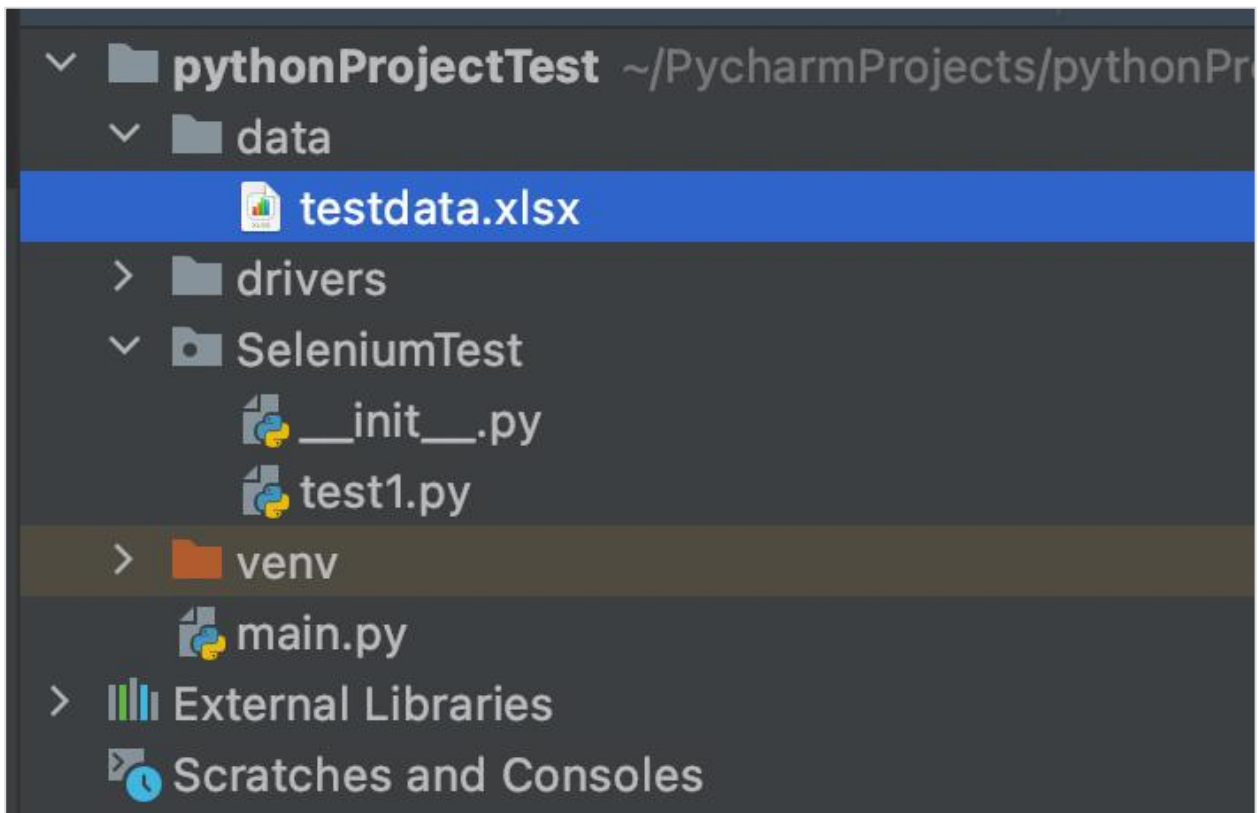 pythonProjectTest ~/PycharmProjects/pythonPr
data
testdata.xlsx
drivers
SeleniumTest
__init__.py
test1.py
venv
main.py
External Libraries
Scratches and Consoles